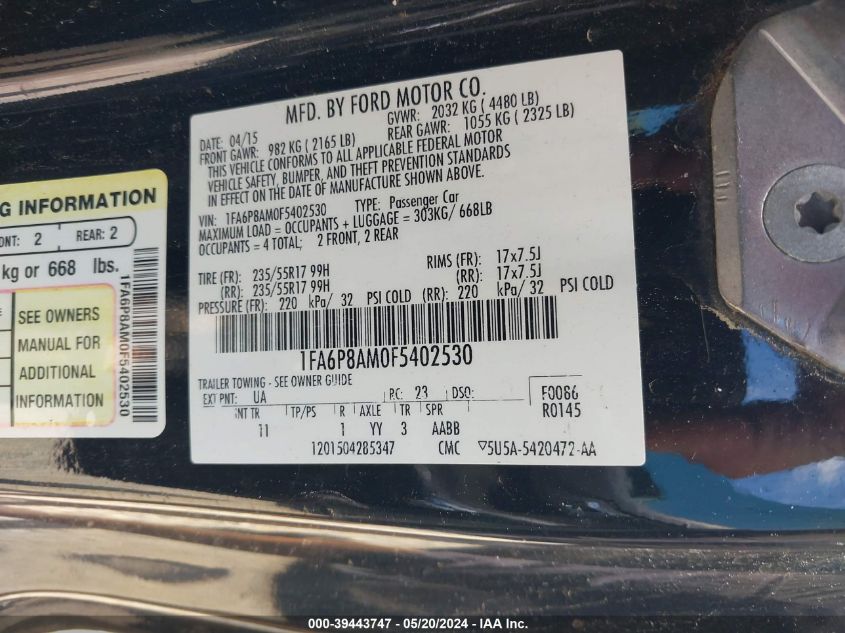 MFD. BY FORD MOTOR CO.
DATE: 04/15 GVWR: 2032 KG ( 4480 LB)
FRONT GAWR: 982 KG ( 2165 LB) REAR GAWR: 1055 KG ( 2325 LB)
THIS VEHICLE CONFORMS TO ALL APPLICABLE FEDERAL MOTOR
VEHICLE SAFETY, BUMPER, AND THEFT PREVENTION STANDARDS
IN EFFECT ON THE DATE OF MANUFACTURE SHOWN ABOVE.
VIN: 1FA6P8AM0F5402530 TYPE: Passenger Car
MAXIMUM LOAD = OCCUPANTS + LUGGAGE = 303KG/ 668LB
OCCUPANTS = 4 TOTAL; 2 FRONT, 2 REAR
TIRE (FR): 235/55R17 99H RIMS (FR): 17x7.5J
(RR): 235/55R17 99H (RR): 17x7.5J
PRESSURE (FR): 220 kPa/ 32 PSI COLD (RR): 220 kPa/ 32 PSI COLD
1FA6P8AM0F5402530
TRAILER TOWING - SEE OWNER GUIDE
EXT PNT: UA RC: 23 DSO: F0086
R0145
INT TR TP/PS R AXLE TR SPR
11 1 YY 3 AABB
1201504285347 CMC ▽5U5A-5420472-AA
G INFORMATION
ONT: 2 REAR: 2
kg or 668 lbs.
SEE OWNERS
MANUAL FOR
ADDITIONAL
INFORMATION
1FA6P8AM0F5402530
000-39443747 — 05/20/2024 — IAA Inc.